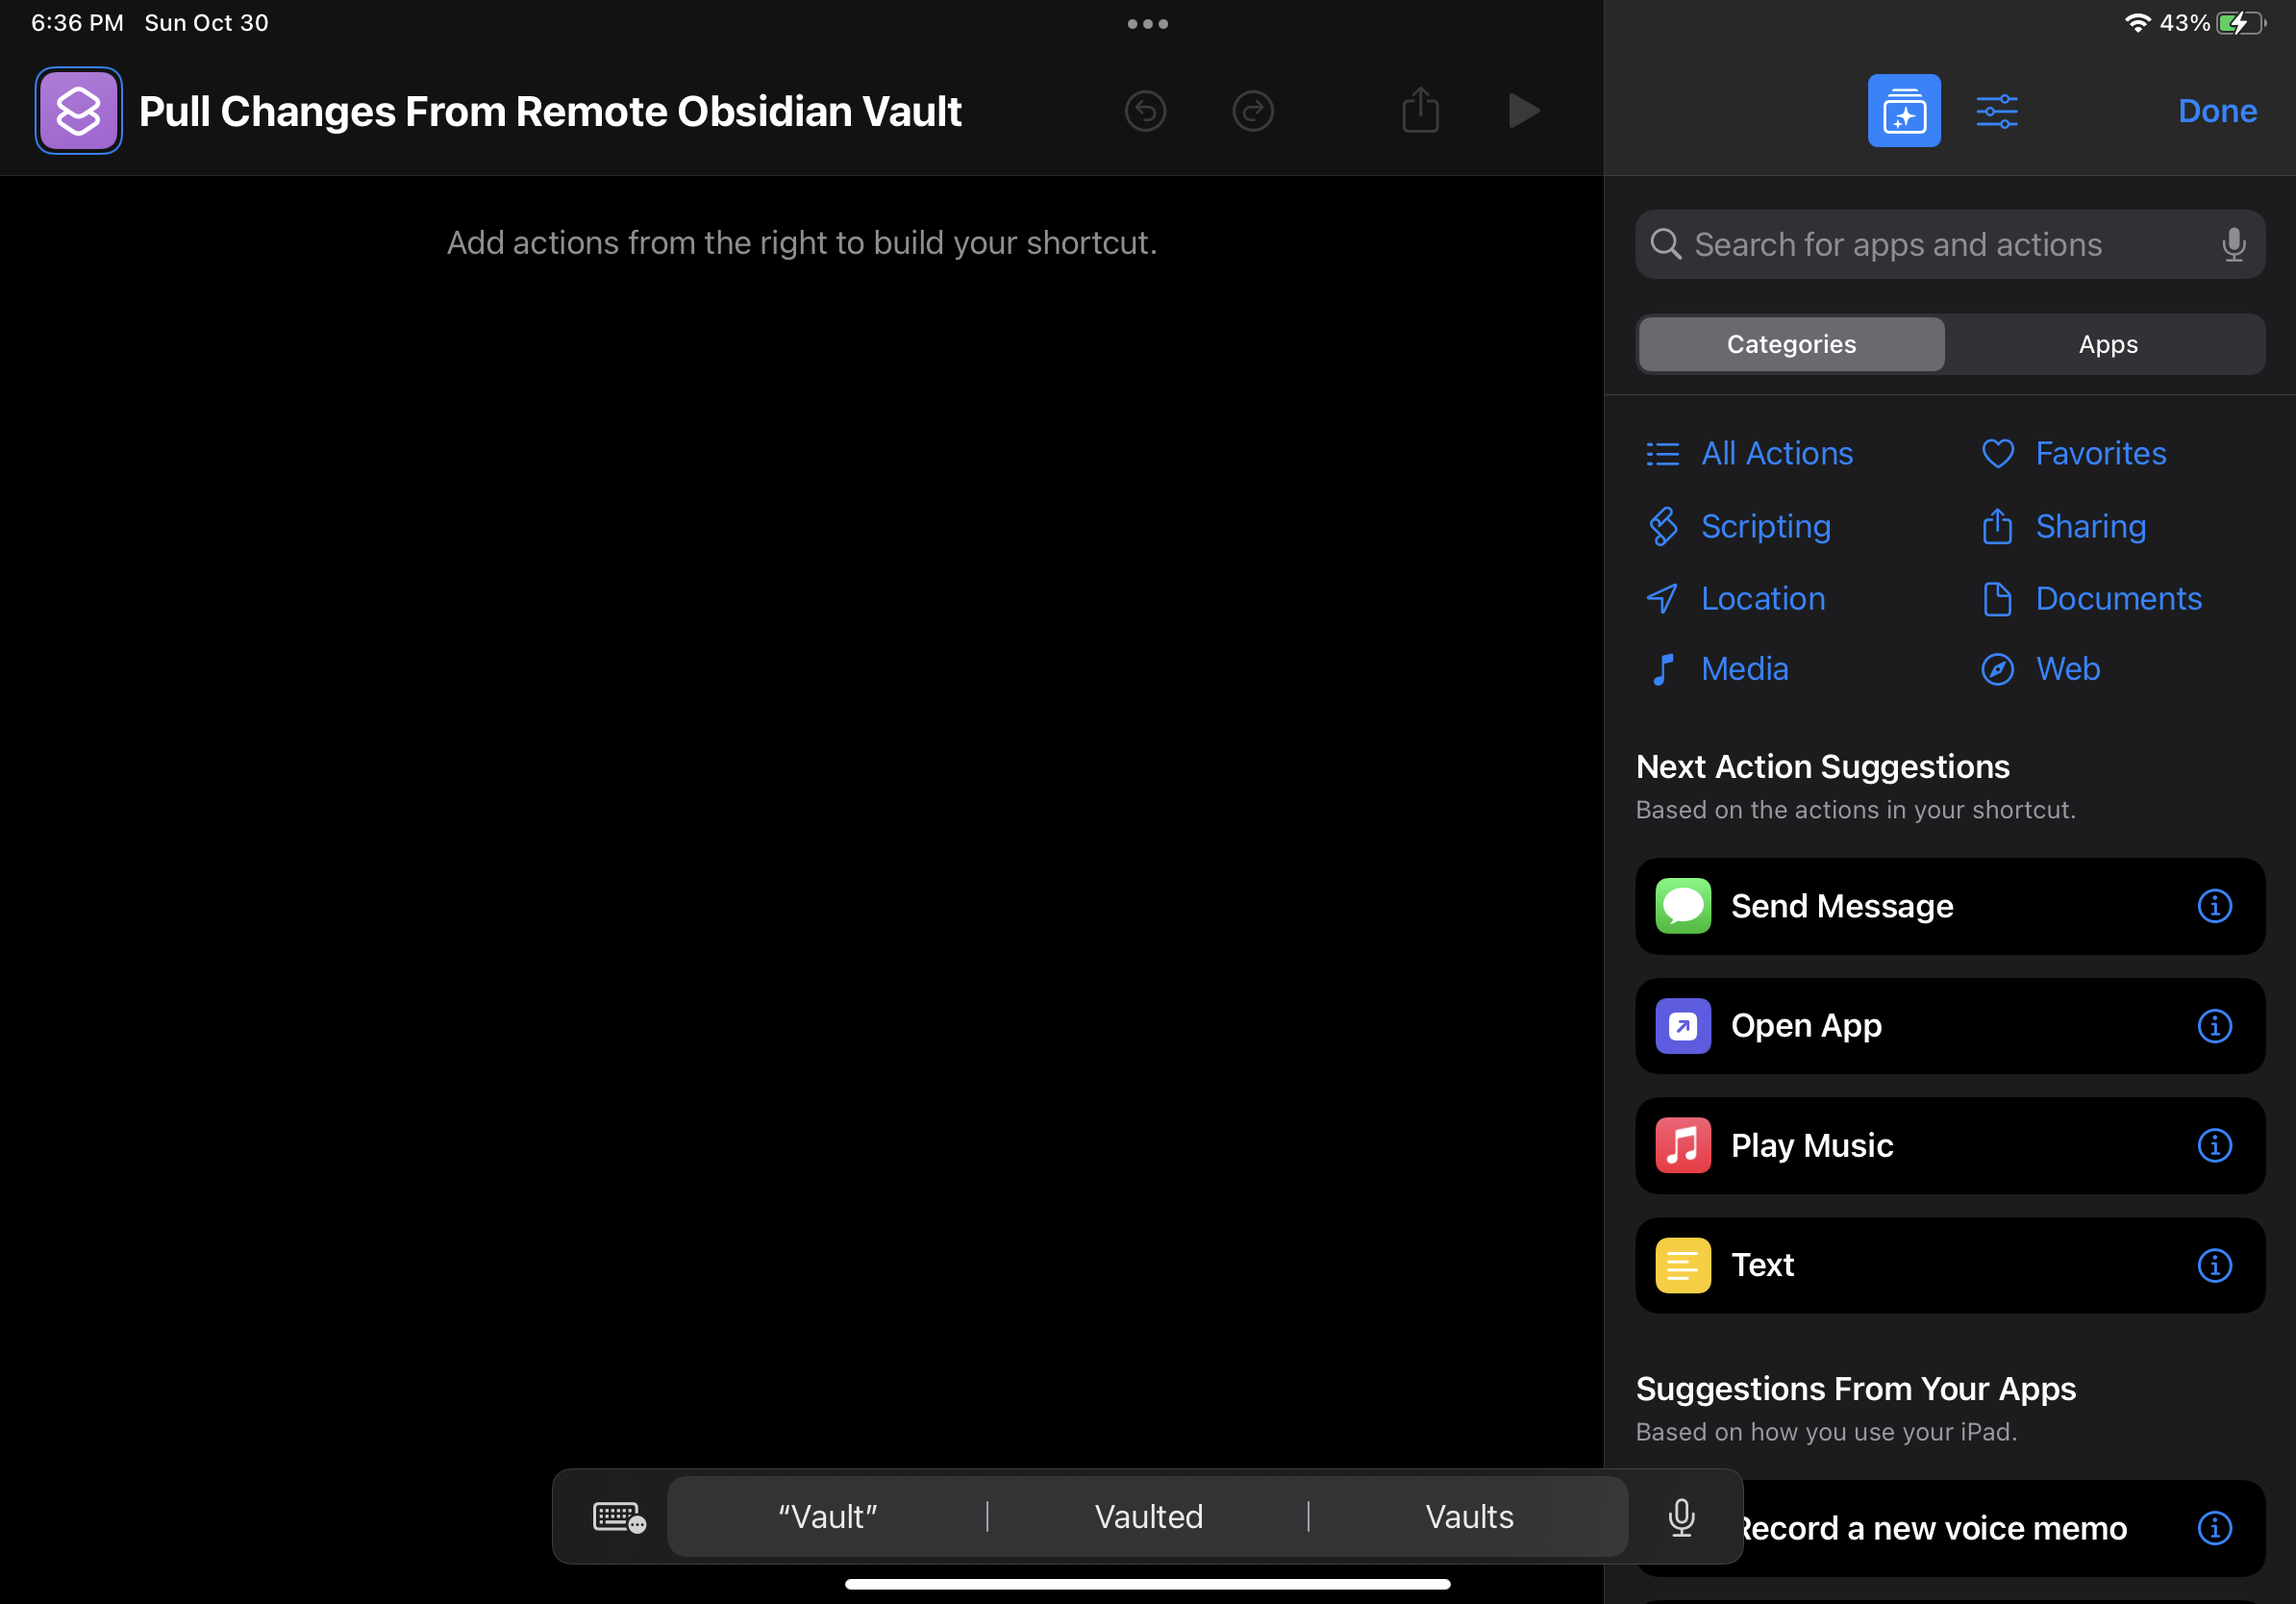 6:36 PM Sun Oct 30
43%
Pull Changes From Remote Obsidian Vault
Done
Add actions from the right to build your shortcut.
Search for apps and actions
Categories Apps
All Actions Favorites
Scripting Sharing
Location Documents
Media Web
Next Action Suggestions
Based on the actions in your shortcut.
Send Message
Open App
Play Music
Text
Suggestions From Your Apps
Based on how you use your iPad.
Record a new voice memo
“Vault” Vaulted Vaults